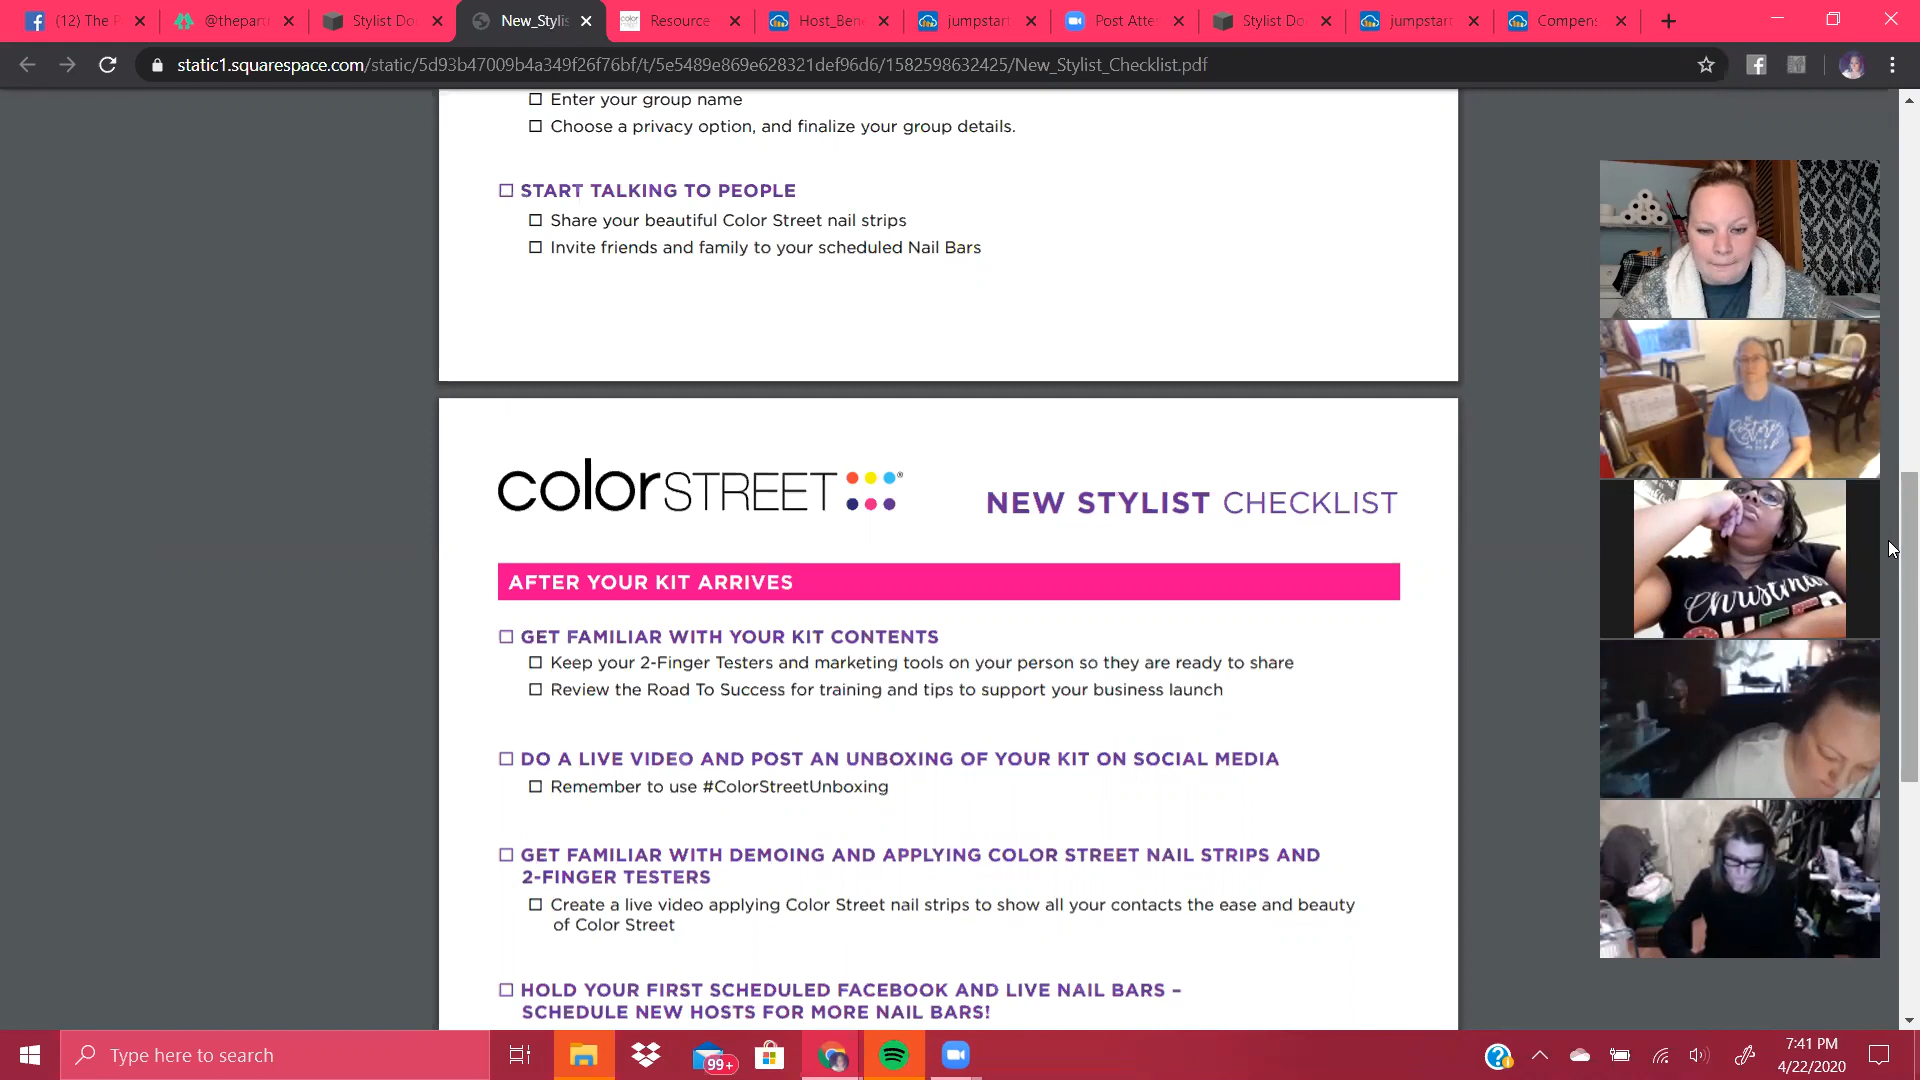 (12) The P
@thepart
Stylist Do
New_Stylis
Resource
Host_Ben
jumpstart
Post Atte
Stylist Do
jumpstart
Compens
static1.squarespace.com/static/5d93b47009b4a349f26f76bf/t/5e5489e869e628321def96d6/1582598632425/New_Stylist_Checklist.pdf
Enter your group name
Choose a privacy option, and finalize your group details.
START TALKING TO PEOPLE
Share your beautiful Color Street nail strips
Invite friends and family to your scheduled Nail Bars
colorSTREET®
NEW STYLIST CHECKLIST
AFTER YOUR KIT ARRIVES
GET FAMILIAR WITH YOUR KIT CONTENTS
Keep your 2-Finger Testers and marketing tools on your person so they are ready to share
Review the Road To Success for training and tips to support your business launch
DO A LIVE VIDEO AND POST AN UNBOXING OF YOUR KIT ON SOCIAL MEDIA
Remember to use #ColorStreetUnboxing
GET FAMILIAR WITH DEMOING AND APPLYING COLOR STREET NAIL STRIPS AND
2-FINGER TESTERS
Create a live video applying Color Street nail strips to show all your contacts the ease and beauty
of Color Street
HOLD YOUR FIRST SCHEDULED FACEBOOK AND LIVE NAIL BARS –
SCHEDULE NEW HOSTS FOR MORE NAIL BARS!
Restore
Christmas
Type here to search
99+
7:41 PM
4/22/2020